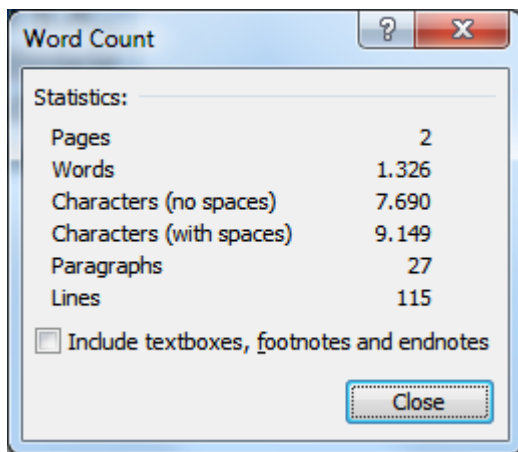 Word Count
Statistics:
Pages 2
Words 1.326
Characters (no spaces) 7.690
Characters (with spaces) 9.149
Paragraphs 27
Lines 115
Include textboxes, footnotes and endnotes
Close